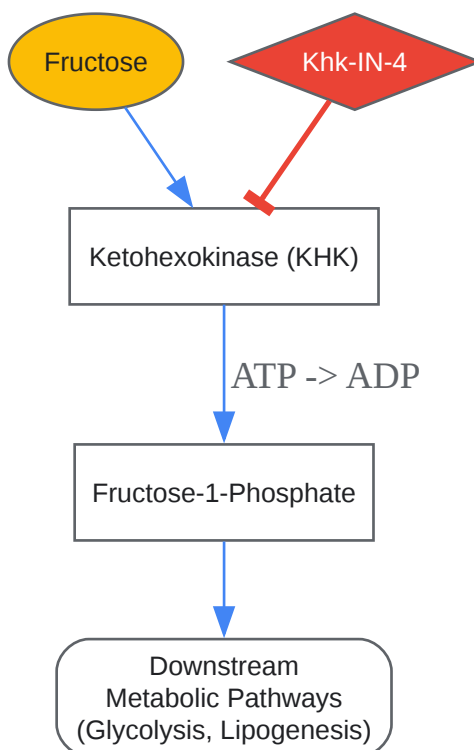 Fructose
Khk-IN-4
Ketohexokinase (KHK)
ATP -> ADP
Fructose-1-Phosphate
Downstream
Metabolic Pathways
(Glycolysis, Lipogenesis)